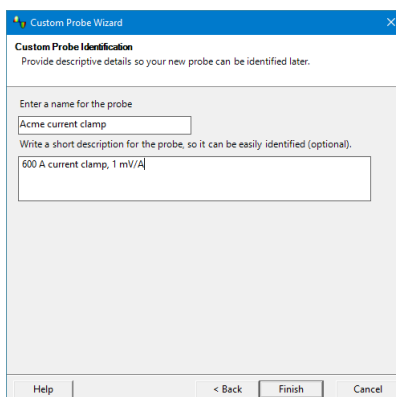 Custom Probe Wizard
Custom Probe Identification
Provide descriptive details so your new probe can be identified later.
Enter a name for the probe
Acme current clamp
Write a short description for the probe, so it can be easily identified (optional).
600 A current clamp, 1 mV/A
Help < Back Finish Cancel